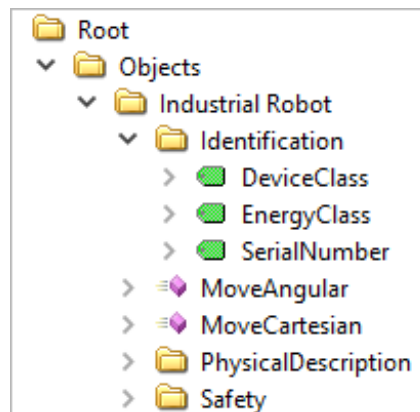 Root
Objects
Industrial Robot
Identification
DeviceClass
EnergyClass
SerialNumber
MoveAngular
MoveCartesian
PhysicalDescription
Safety